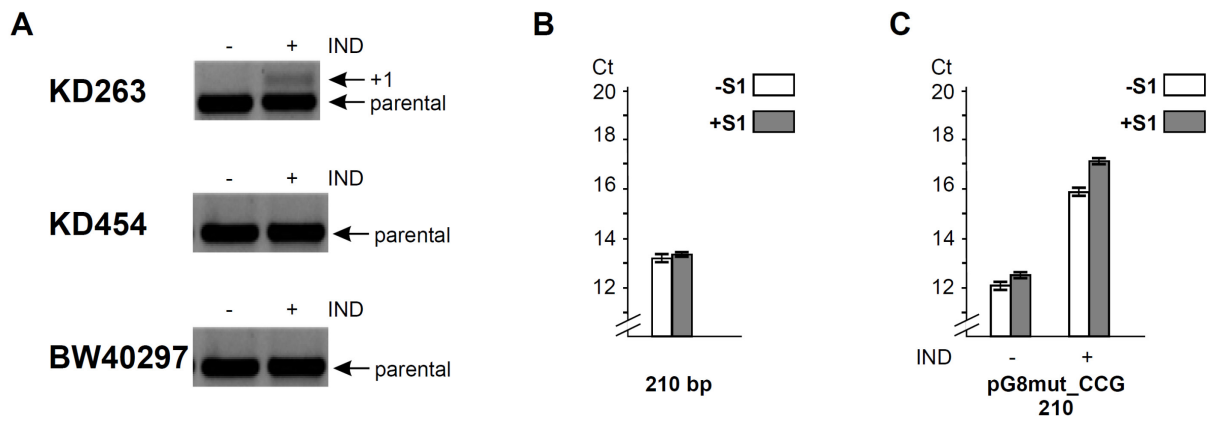 A
- + IND
KD263
+1
parental
- + IND
KD454
parental
- + IND
BW40297
parental
B
Ct
20
18
16
14
12
-S1
+S1
210 bp
C
Ct
20
18
16
14
12
-S1
+S1
IND - +
pG8mut_CCG
210